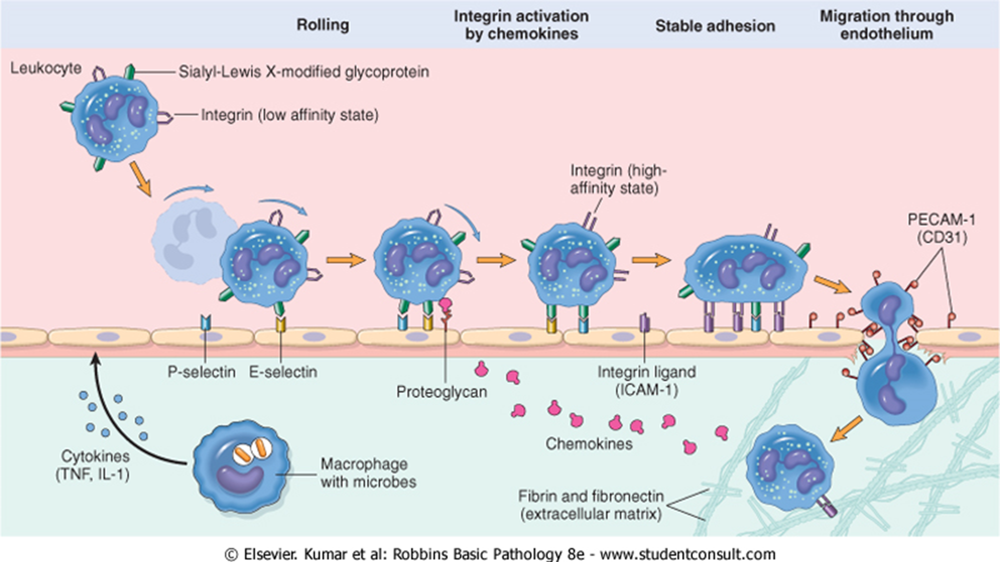 Rolling
Integrin activation
by chemokines
Stable adhesion
Migration through
endothelium
Leukocyte
Sialyl-Lewis X-modified glycoprotein
Integrin (low affinity state)
Integrin (high-
affinity state)
PECAM-1
(CD31)
P-selectin
E-selectin
Proteoglycan
Integrin ligand
(ICAM-1)
Cytokines
(TNF, IL-1)
Macrophage
with microbes
Chemokines
Fibrin and fibronectin
(extracellular matrix)
© Elsevier. Kumar et al: Robbins Basic Pathology 8e - www.studentconsult.com